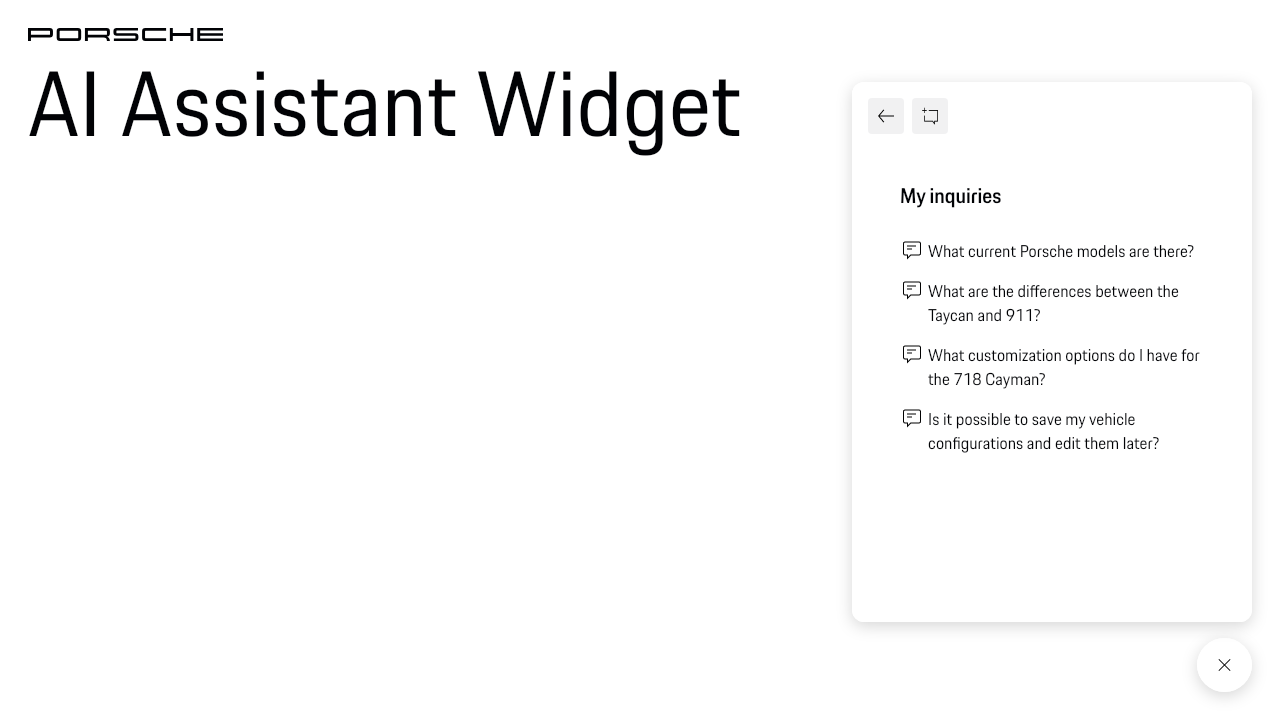 PORSCHE
AI Assistant Widget
My inquiries
What current Porsche models are there?
What are the differences between the
Taycan and 911?
What customization options do I have for
the 718 Cayman?
Is it possible to save my vehicle
configurations and edit them later?